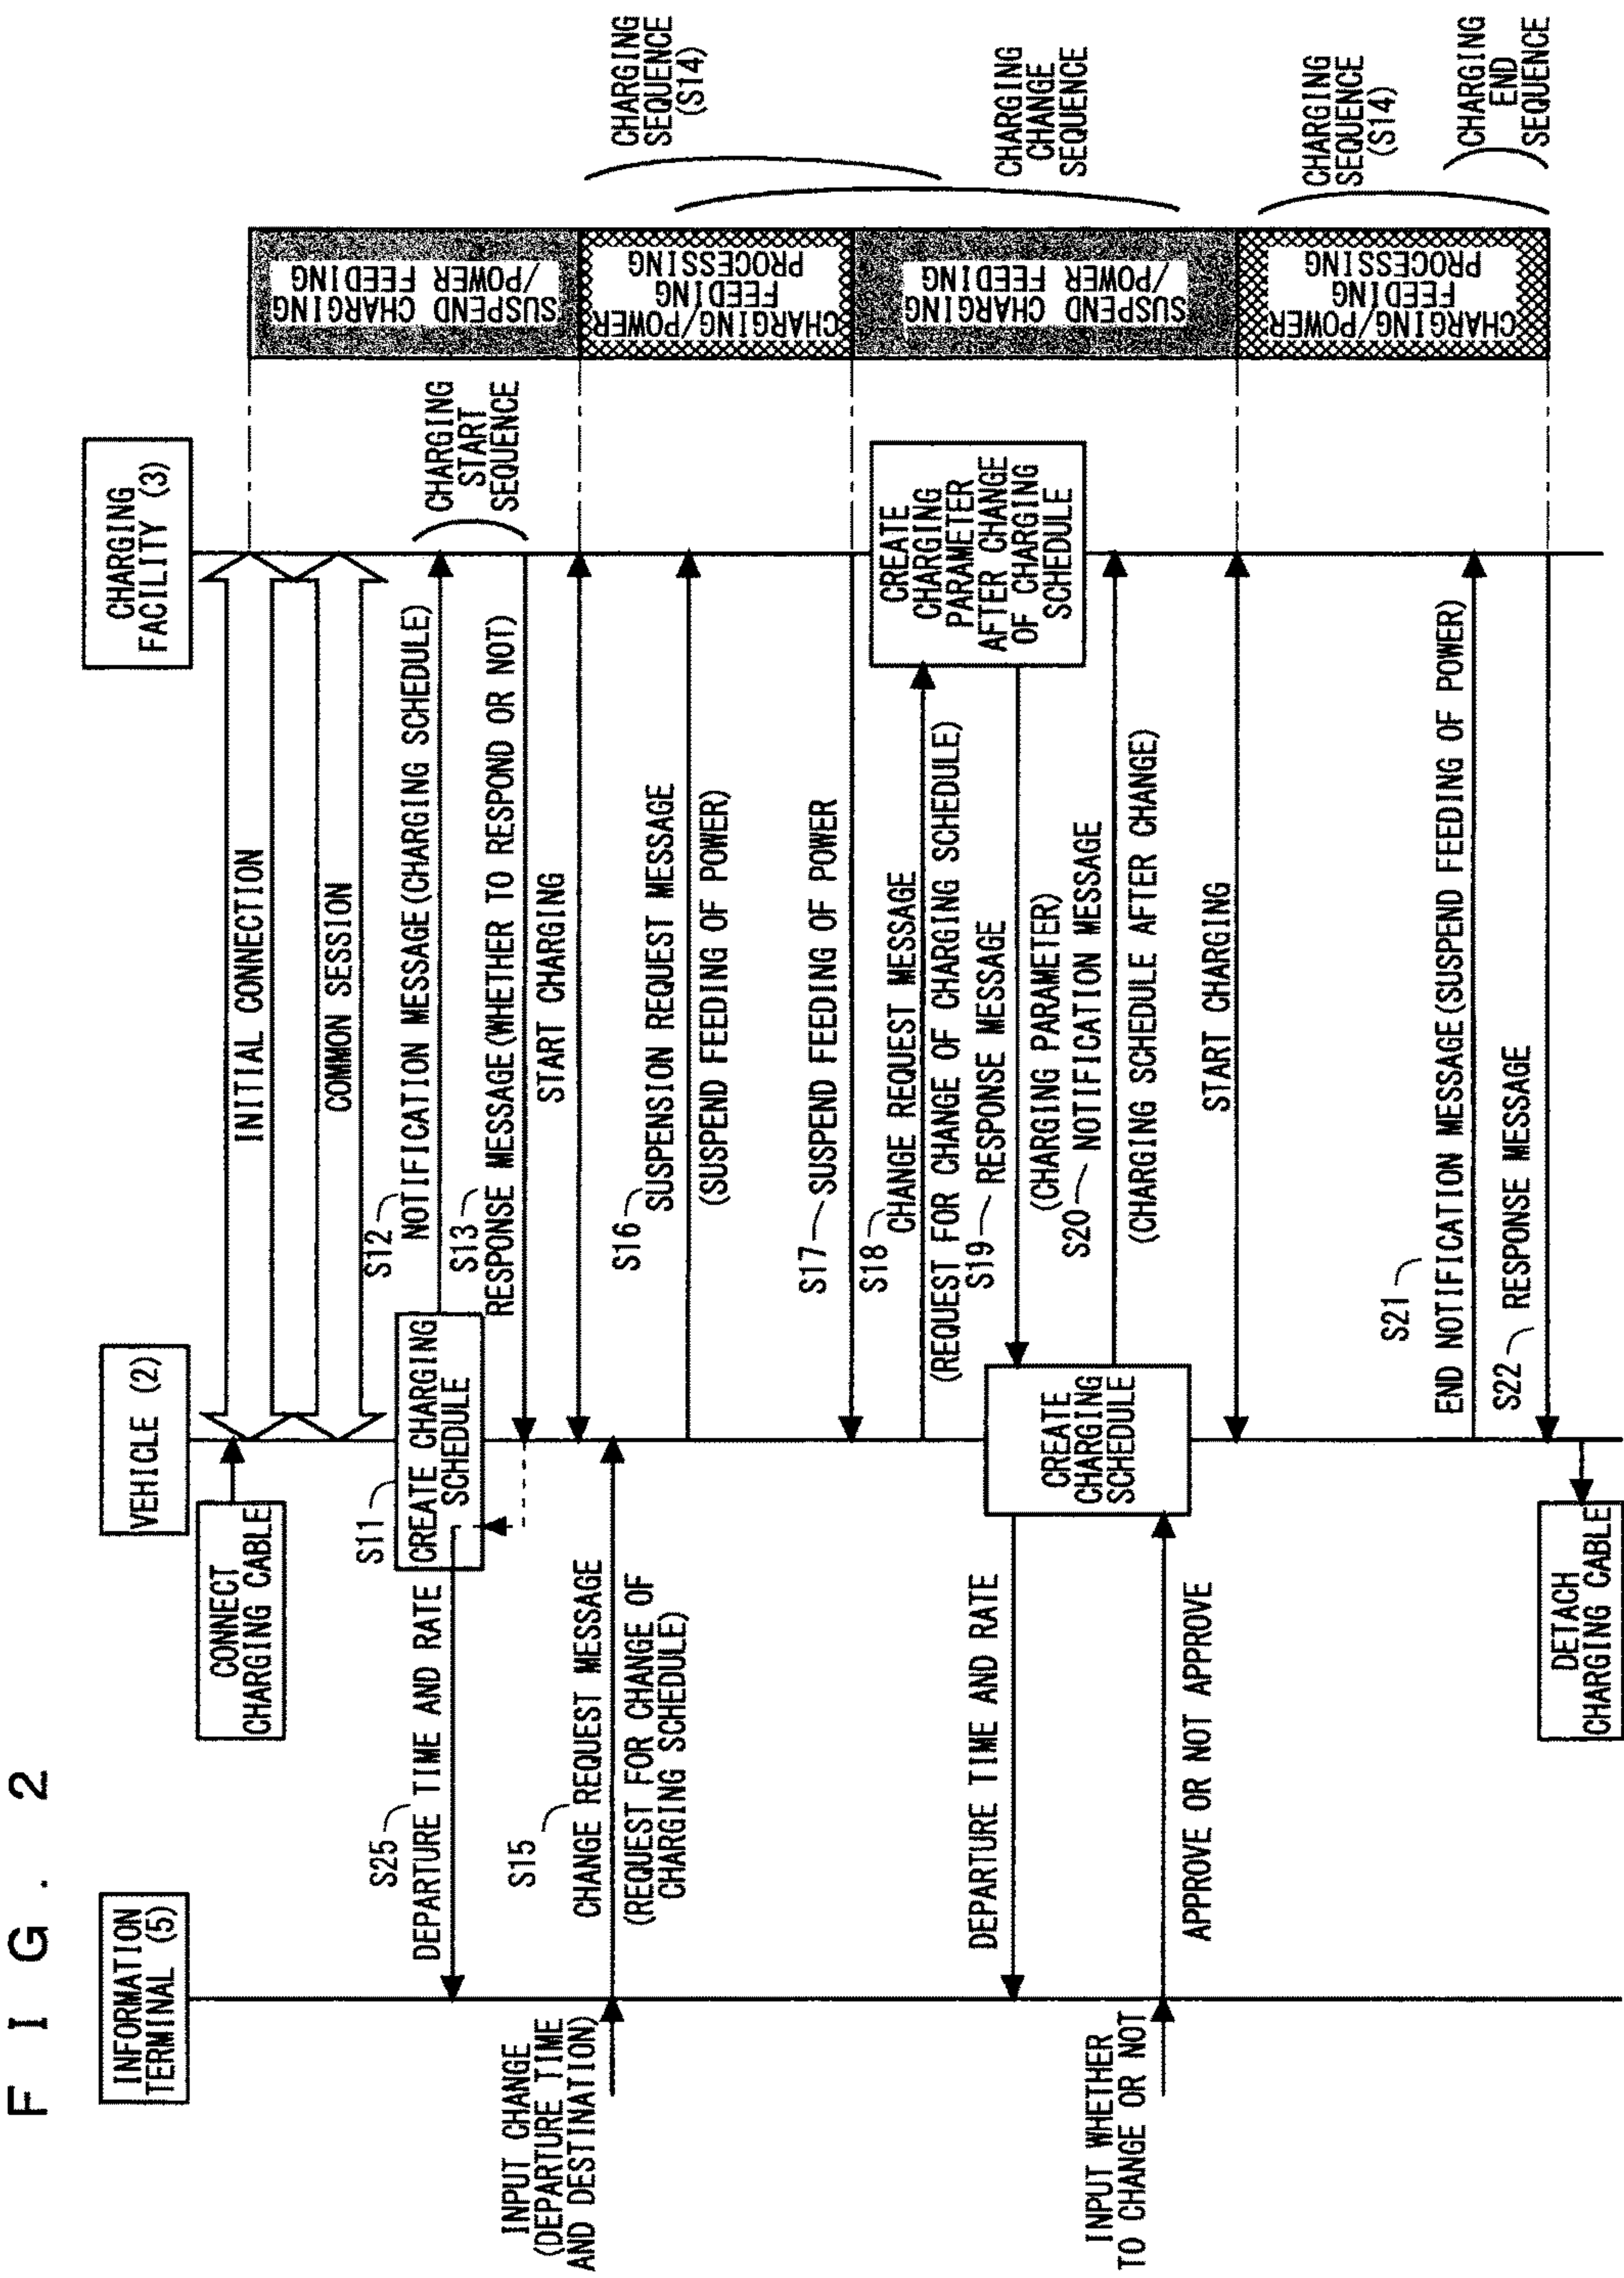 FIG. 2
INFORMATION
TERMINAL (5)
VEHICLE (2)
CHARGING
FACILITY (3)
CONNECT
CHARGING CABLE
INITIAL CONNECTION
COMMON SESSION
S11
CREATE CHARGING
SCHEDULE
S12
NOTIFICATION MESSAGE(CHARGING SCHEDULE)
S25
DEPARTURE TIME AND RATE
S13
RESPONSE MESSAGE(WHETHER TO RESPOND OR NOT)
CHARGING
START
SEQUENCE
START CHARGING
INPUT CHANGE
(DEPARTURE TIME
AND DESTINATION)
S15
CHANGE REQUEST MESSAGE
(REQUEST FOR CHANGE OF
CHARGING SCHEDULE)
S16
SUSPENSION REQUEST MESSAGE
(SUSPEND FEEDING OF POWER)
S17
SUSPEND FEEDING OF POWER
S18
CHANGE REQUEST MESSAGE
(REQUEST FOR CHANGE OF CHARGING SCHEDULE)
CREATE
CHARGING
PARAMETER
AFTER CHANGE
OF CHARGING
SCHEDULE
S19
RESPONSE MESSAGE
(CHARGING PARAMETER)
CREATE
CHARGING
SCHEDULE
DEPARTURE TIME AND RATE
S20
NOTIFICATION MESSAGE
(CHARGING SCHEDULE AFTER CHANGE)
INPUT WHETHER
TO CHANGE OR NOT
APPROVE OR NOT APPROVE
START CHARGING
S21
END NOTIFICATION MESSAGE(SUSPEND FEEDING OF POWER)
S22
RESPONSE MESSAGE
DETACH
CHARGING CABLE
SUSPEND CHARGING
/POWER FEEDING
CHARGING/POWER
FEEDING
PROCESSING
SUSPEND CHARGING
/POWER FEEDING
CHARGING/POWER
FEEDING
PROCESSING
CHARGING
SEQUENCE
(S14)
CHARGING
CHANGE
SEQUENCE
CHARGING
SEQUENCE
(S14)
CHARGING
END
SEQUENCE